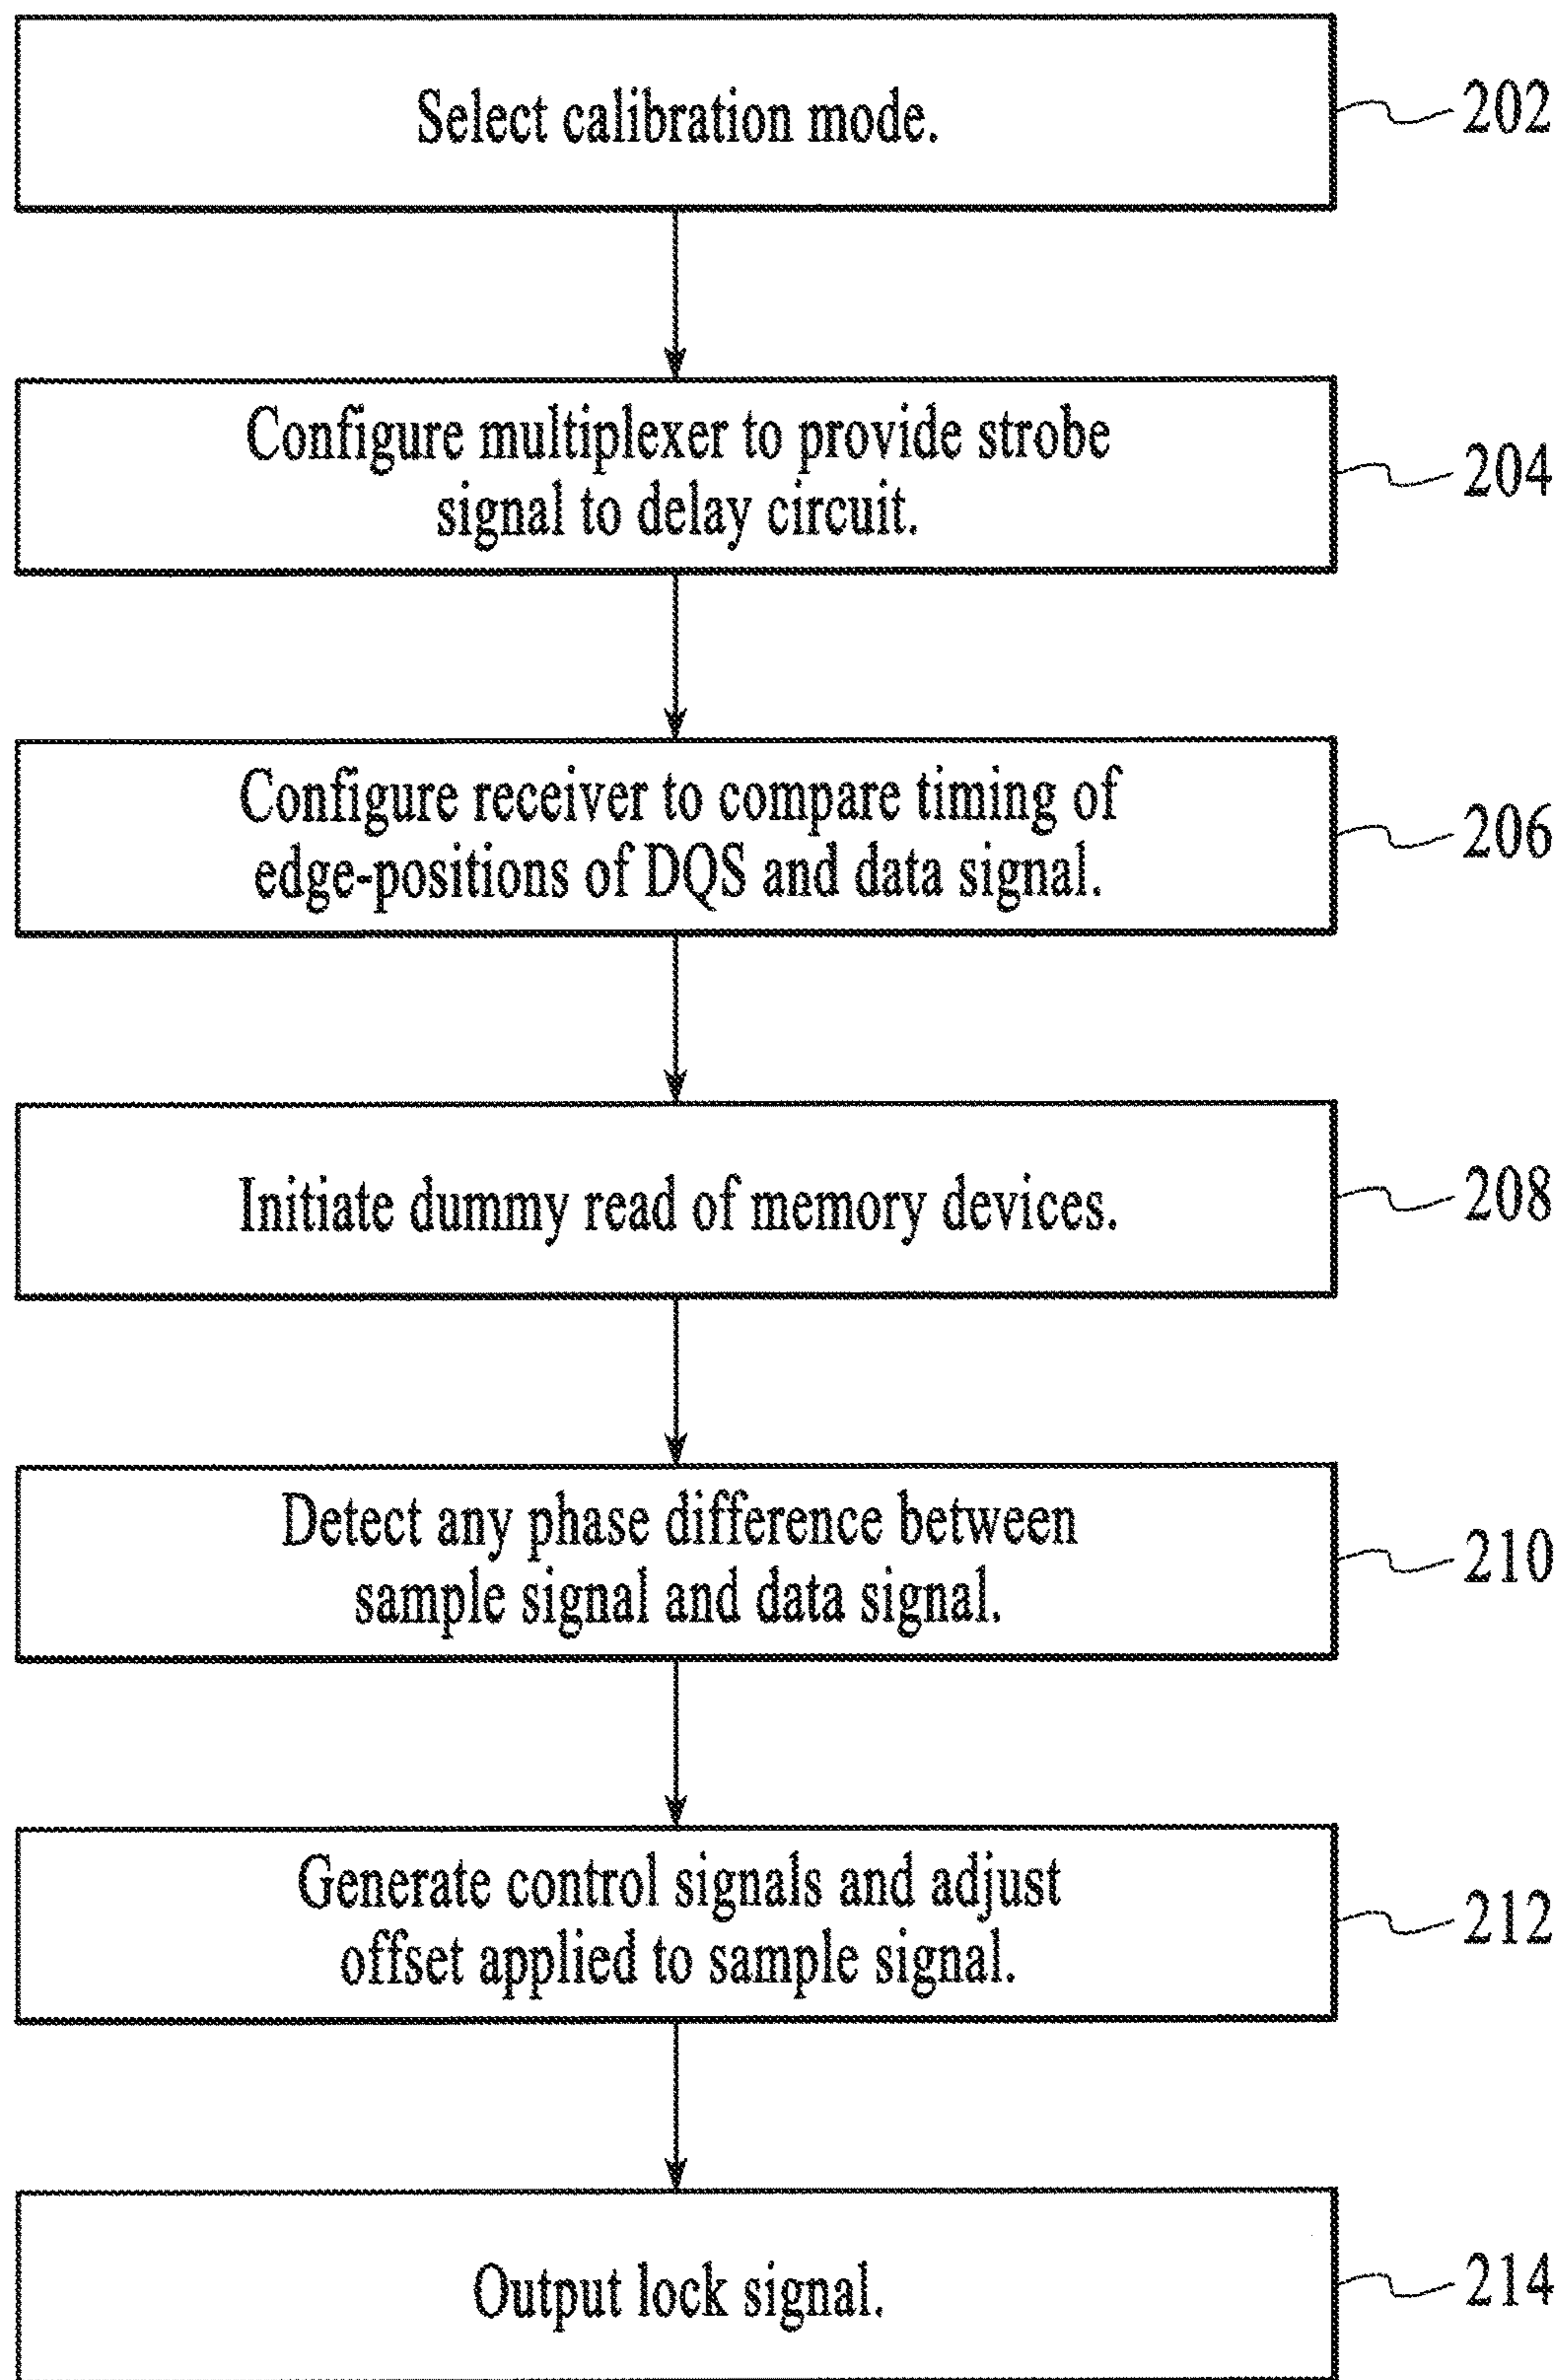 Select calibration mode.
202
Configure multiplexer to provide strobe
signal to delay circuit.
204
Configure receiver to compare timing of
edge-positions of DQS and data signal.
206
Initiate dummy read of memory devices.
208
Detect any phase difference between
sample signal and data signal.
210
Generate control signals and adjust
offset applied to sample signal.
212
Output lock signal.
214